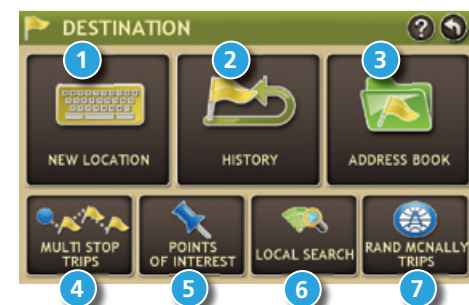 DESTINATION
?
1
2
3
NEW LOCATION
HISTORY
ADDRESS BOOK
MULTI STOP
TRIPS
POINTS
OF INTEREST
LOCAL SEARCH
RAND MCNALLY
TRIPS
4
5
6
7